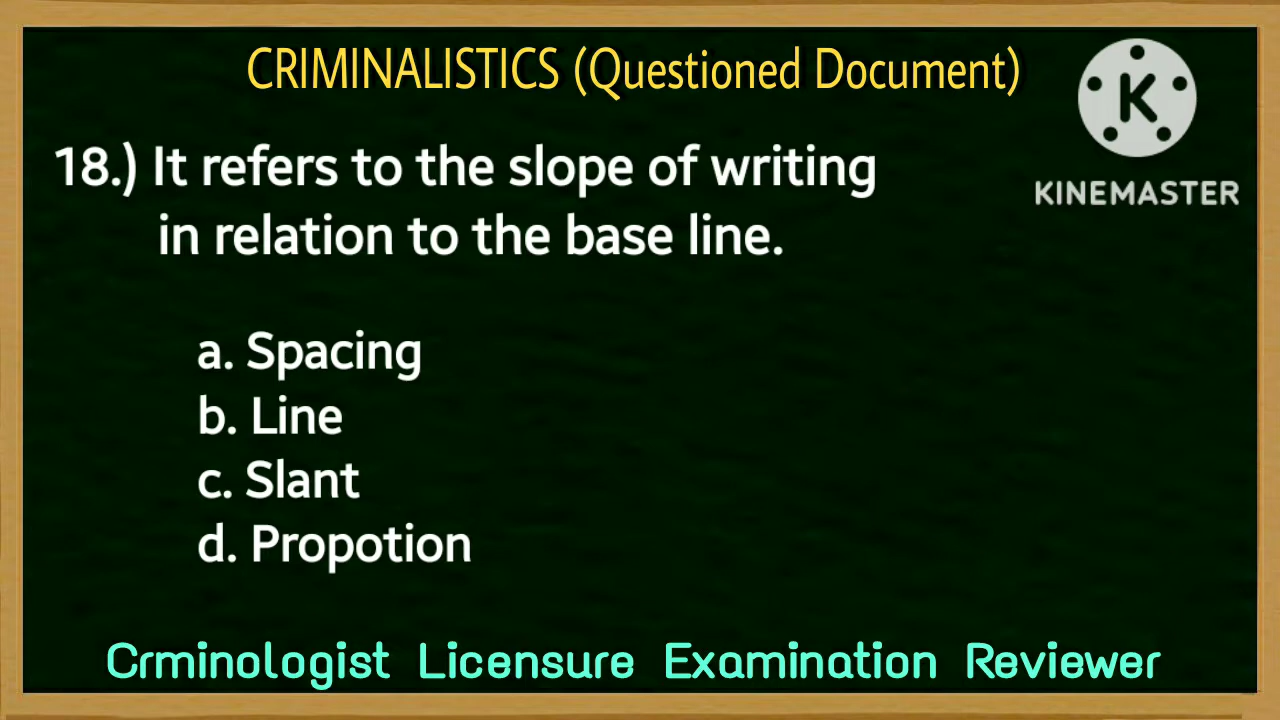 CRIMINALISTICS (Questioned Document)
K
KINEMASTER
18.) It refers to the slope of writing
in relation to the base line.
a. Spacing
b. Line
c. Slant
d. Propotion
Crminologist Licensure Examination Reviewer